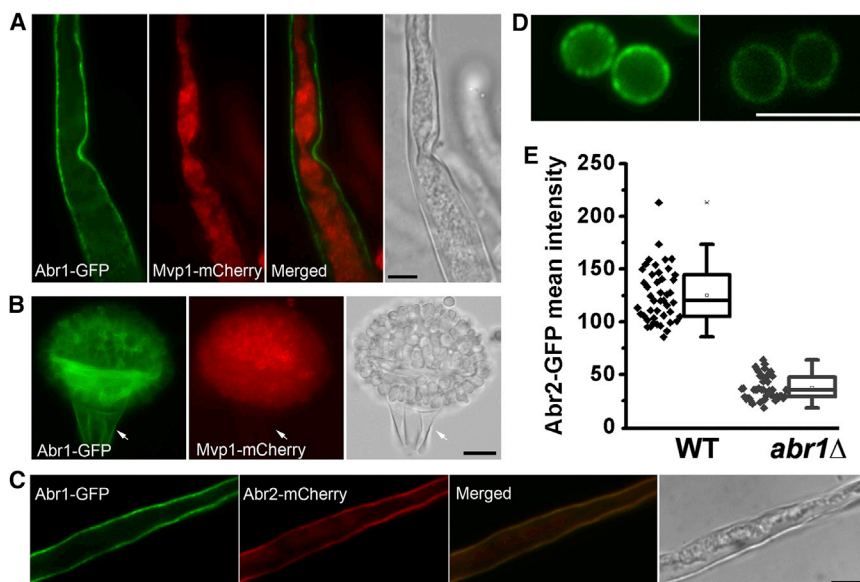 A
Abr1-GFP
Mvp1-mCherry
Merged
B
Abr1-GFP
Mvp1-mCherry
C
Abr1-GFP
Abr2-mCherry
Merged
D
E
Abr2-GFP mean intensity
250
200
150
100
50
0
WT
abr1Δ